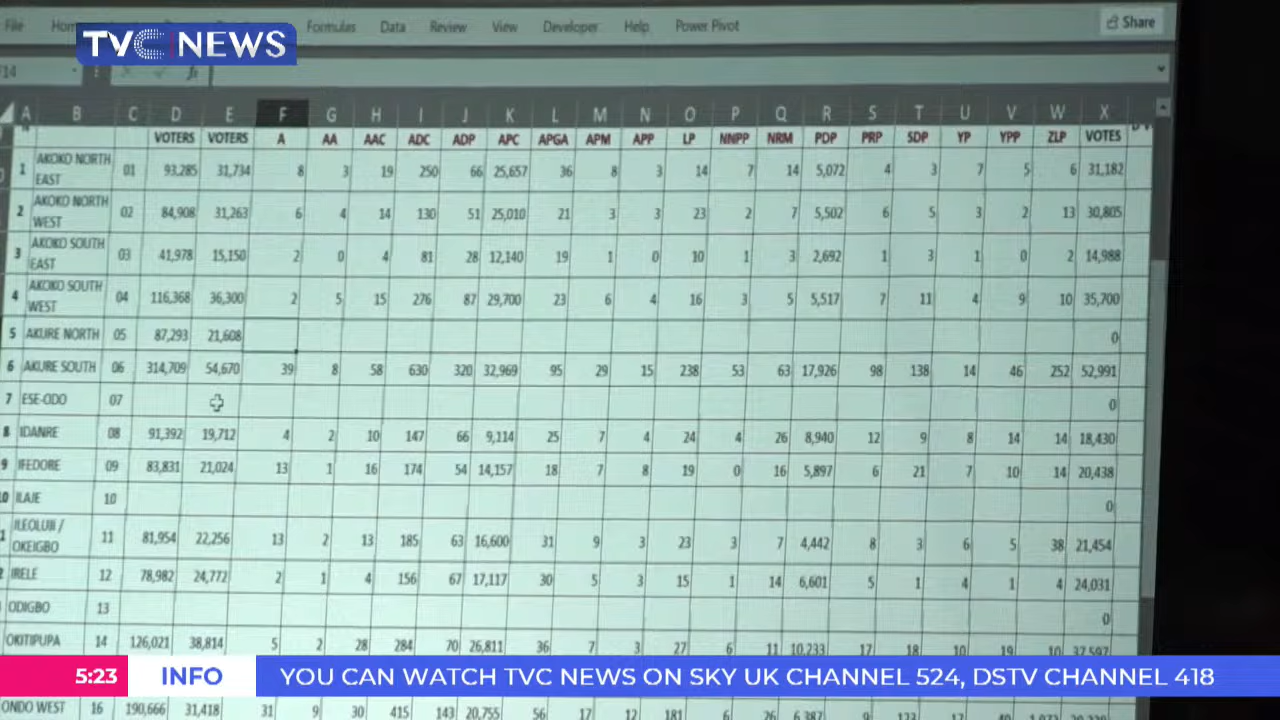 File Home Formulas Data Review View Developer Help Power Pivot Share
TVC NEWS
F14 fx
A B C D E F G H I J K L M N O P Q R S T U V W X
VOTERS VOTERS A AA AAC ADC ADP APC APGA APM APP LP NNPP NRM PDP PRP SDP YP YPP ZLP VOTES
1 AKOKO NORTH EAST 01 93,285 31,734 8 3 19 250 66 25,657 36 8 3 14 7 14 5,072 4 3 7 5 6 31,182
2 AKOKO NORTH WEST 02 84,908 31,263 6 4 14 130 51 25,010 21 3 3 23 2 7 5,502 6 5 3 2 13 30,805
3 AKOKO SOUTH EAST 03 41,978 15,150 2 0 4 81 28 12,140 19 1 0 10 1 3 2,692 1 3 1 0 2 14,988
4 AKOKO SOUTH WEST 04 116,368 36,300 2 5 15 276 87 29,700 23 6 4 16 3 5 5,517 7 11 4 9 10 35,700
5 AKURE NORTH 05 87,293 21,608 0
6 AKURE SOUTH 06 314,709 54,670 39 8 58 630 320 32,969 95 29 15 238 53 63 17,926 98 138 14 46 252 52,991
7 ESE-ODO 07 0
8 IDANRE 08 91,392 19,712 4 2 10 147 66 9,114 25 7 4 24 4 26 8,940 12 9 8 14 14 18,430
9 IFEDORE 09 83,831 21,024 13 1 16 174 54 14,157 18 7 8 19 0 16 5,897 6 21 7 10 14 20,438
10 ILAJE 10 0
ILEOLUJI / OKEIGBO 11 81,954 22,256 13 2 13 185 63 16,600 31 9 3 23 3 7 4,442 8 3 6 5 38 21,454
IRELE 12 78,982 24,772 2 1 4 156 67 17,117 30 5 3 15 1 14 6,601 5 1 4 1 4 24,031
ODIGBO 13 0
OKITIPUPA 14 126,021 38,814 5 2 28 284 70 26,811 36 7 3 27 6 11 10,233 17 18 10 19 10 37,597
5:23 INFO YOU CAN WATCH TVC NEWS ON SKY UK CHANNEL 524, DSTV CHANNEL 418
ONDO WEST 16 190,666 31,418 31 9 30 415 143 20,755 56 17 12 181 6 26 6,387